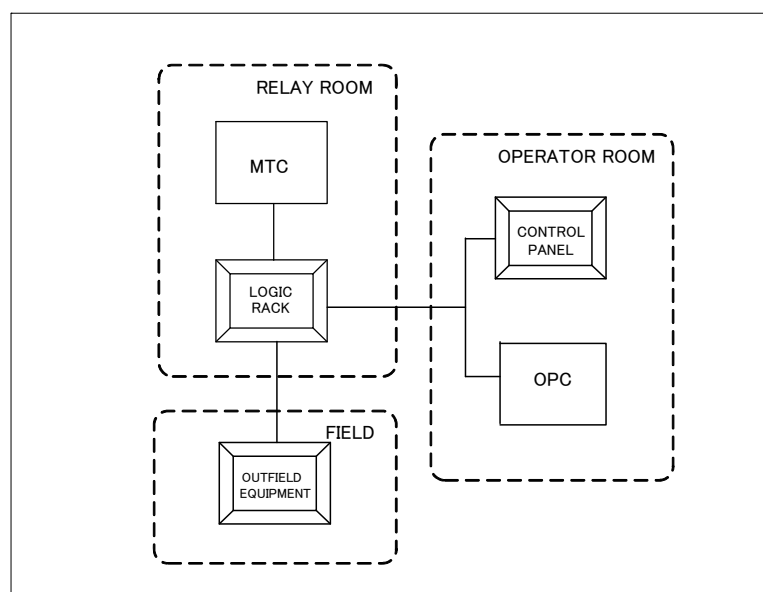 RELAY ROOM
MTC
LOGIC
RACK
OPERATOR ROOM
CONTROL
PANEL
OPC
FIELD
OUTFIELD
EQUIPMENT